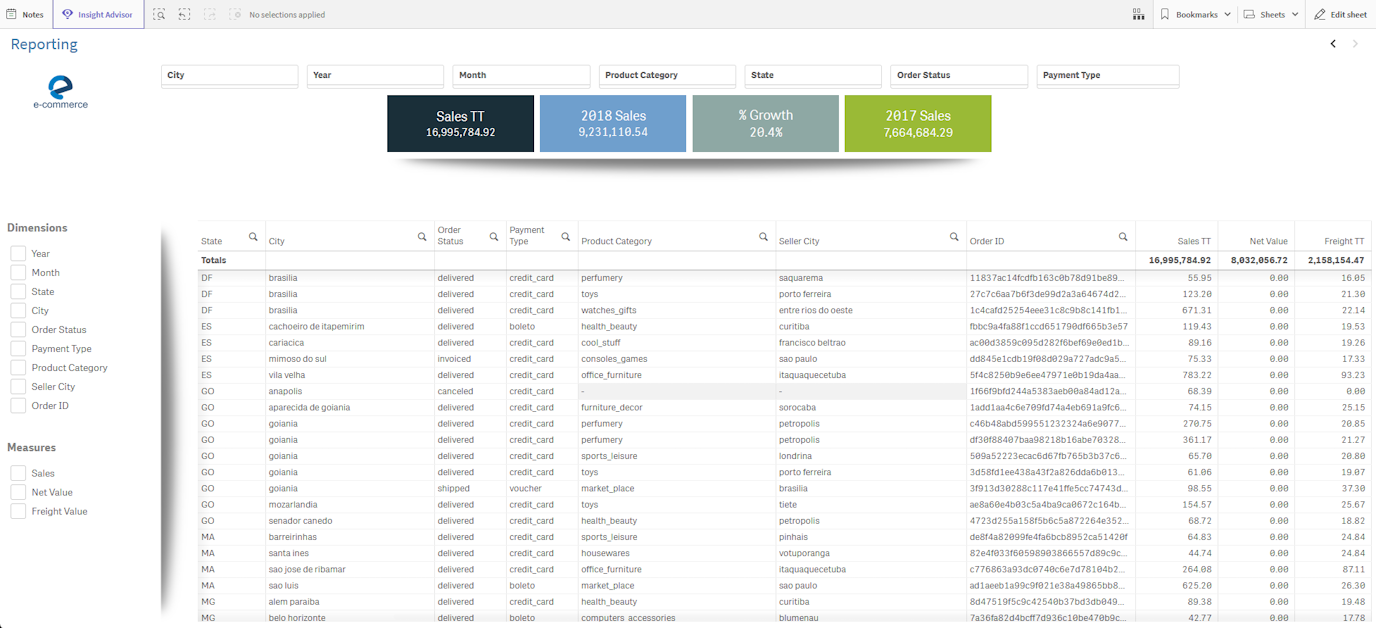 Notes Insight Advisor No selections applied Bookmarks Sheets Edit sheet
Reporting
e-commerce
City Year Month Product Category State Order Status Payment Type
Sales TT 2018 Sales % Growth 2017 Sales
16,995,784.92 9,231,110.54 20.4% 7,664,684.29
Dimensions
Year
Month
State
City
Order Status
Payment Type
Product Category
Seller City
Order ID
Measures
Sales
Net Value
Freight Value
State City Order Status Payment Type Product Category Seller City Order ID Sales TT Net Value Freight TT
Totals 16,995,784.92 8,032,056.72 2,158,154.47
DF brasilia delivered credit_card perfumery saquarema 11837ac14fcdfb163c0b78d91be89... 55.95 0.00 16.05
DF brasilia delivered credit_card toys porto ferreira 27c7c6aa7b6f3de99d2a3a64674d2... 123.20 0.00 21.30
DF brasilia delivered credit_card watches_gifts entre rios do oeste 1c4cafd25254eee31c8c9b8c141fb1... 671.31 0.00 22.14
ES cachoeiro de itapemirim delivered boleto health_beauty curitiba fbbc9a4fa88f1ccd651790df665b3e57 119.43 0.00 19.53
ES cariacica delivered credit_card cool_stuff francisco beltrao ac00d3859c095d282f6bef69e0ed1b... 89.16 0.00 19.26
ES mimoso do sul invoiced credit_card consoles_games sao paulo dd845e1cdb19f08d029a727adc9a5... 75.33 0.00 17.33
ES vila velha delivered credit_card office_furniture itaquaquecetuba 5f4c8250b9e6ee47971e0b19da4aa... 783.22 0.00 93.23
GO anapolis canceled credit_card - - 1f66f9bfd244a5383aeb00a84ad12a... 68.39 0.00 0.00
GO aparecida de goiania delivered credit_card furniture_decor sorocaba 1add1aa4c6e709fd74a4eb691a9fc6... 74.15 0.00 25.15
GO goiania delivered credit_card perfumery petropolis c46b48abd599551232324a6e9077... 270.75 0.00 20.85
GO goiania delivered credit_card perfumery petropolis df30f88407baa98218b16abe70328... 361.17 0.00 21.27
GO goiania delivered credit_card sports_leisure londrina 509a52223ecac6d67fb765b3b37c6... 65.70 0.00 20.80
GO goiania delivered credit_card toys porto ferreira 3d58fd1ee438a43f2a826dda6b013... 61.06 0.00 19.07
GO goiania shipped voucher market_place brasilia 3f913d30288c117e41ffe5cc74743d... 98.55 0.00 37.30
GO mozarlandia delivered credit_card toys tiete ae8a60e4b03c5a4ba9ca0672c164b... 154.57 0.00 25.67
GO senador canedo delivered credit_card health_beauty petropolis 4723d255a158f5b6c5a872264e352... 68.72 0.00 18.82
MA barreirinhas delivered credit_card sports_leisure pinhais de8f4a82099fe4fa6bcb8952ca51420f 64.83 0.00 24.84
MA santa ines delivered credit_card housewares votuporanga 82e4f033f60598903866557d89c9c... 44.74 0.00 24.84
MA sao jose de ribamar delivered credit_card office_furniture itaquaquecetuba c776863a93dc0740c6e7d78104b2... 264.08 0.00 87.11
MA sao luis delivered boleto market_place sao paulo ad1aeeb1a99c9f021e38a49865bb8... 625.20 0.00 26.30
MG alem paraiba delivered credit_card health_beauty curitiba 8d47519f5c9c42540b37bd3db049... 89.38 0.00 19.48
MG belo horizonte delivered boleto computers_accessories blumenau 7a36fa82d4bcff7d936c10be470b9c... 42.77 0.00 17.78